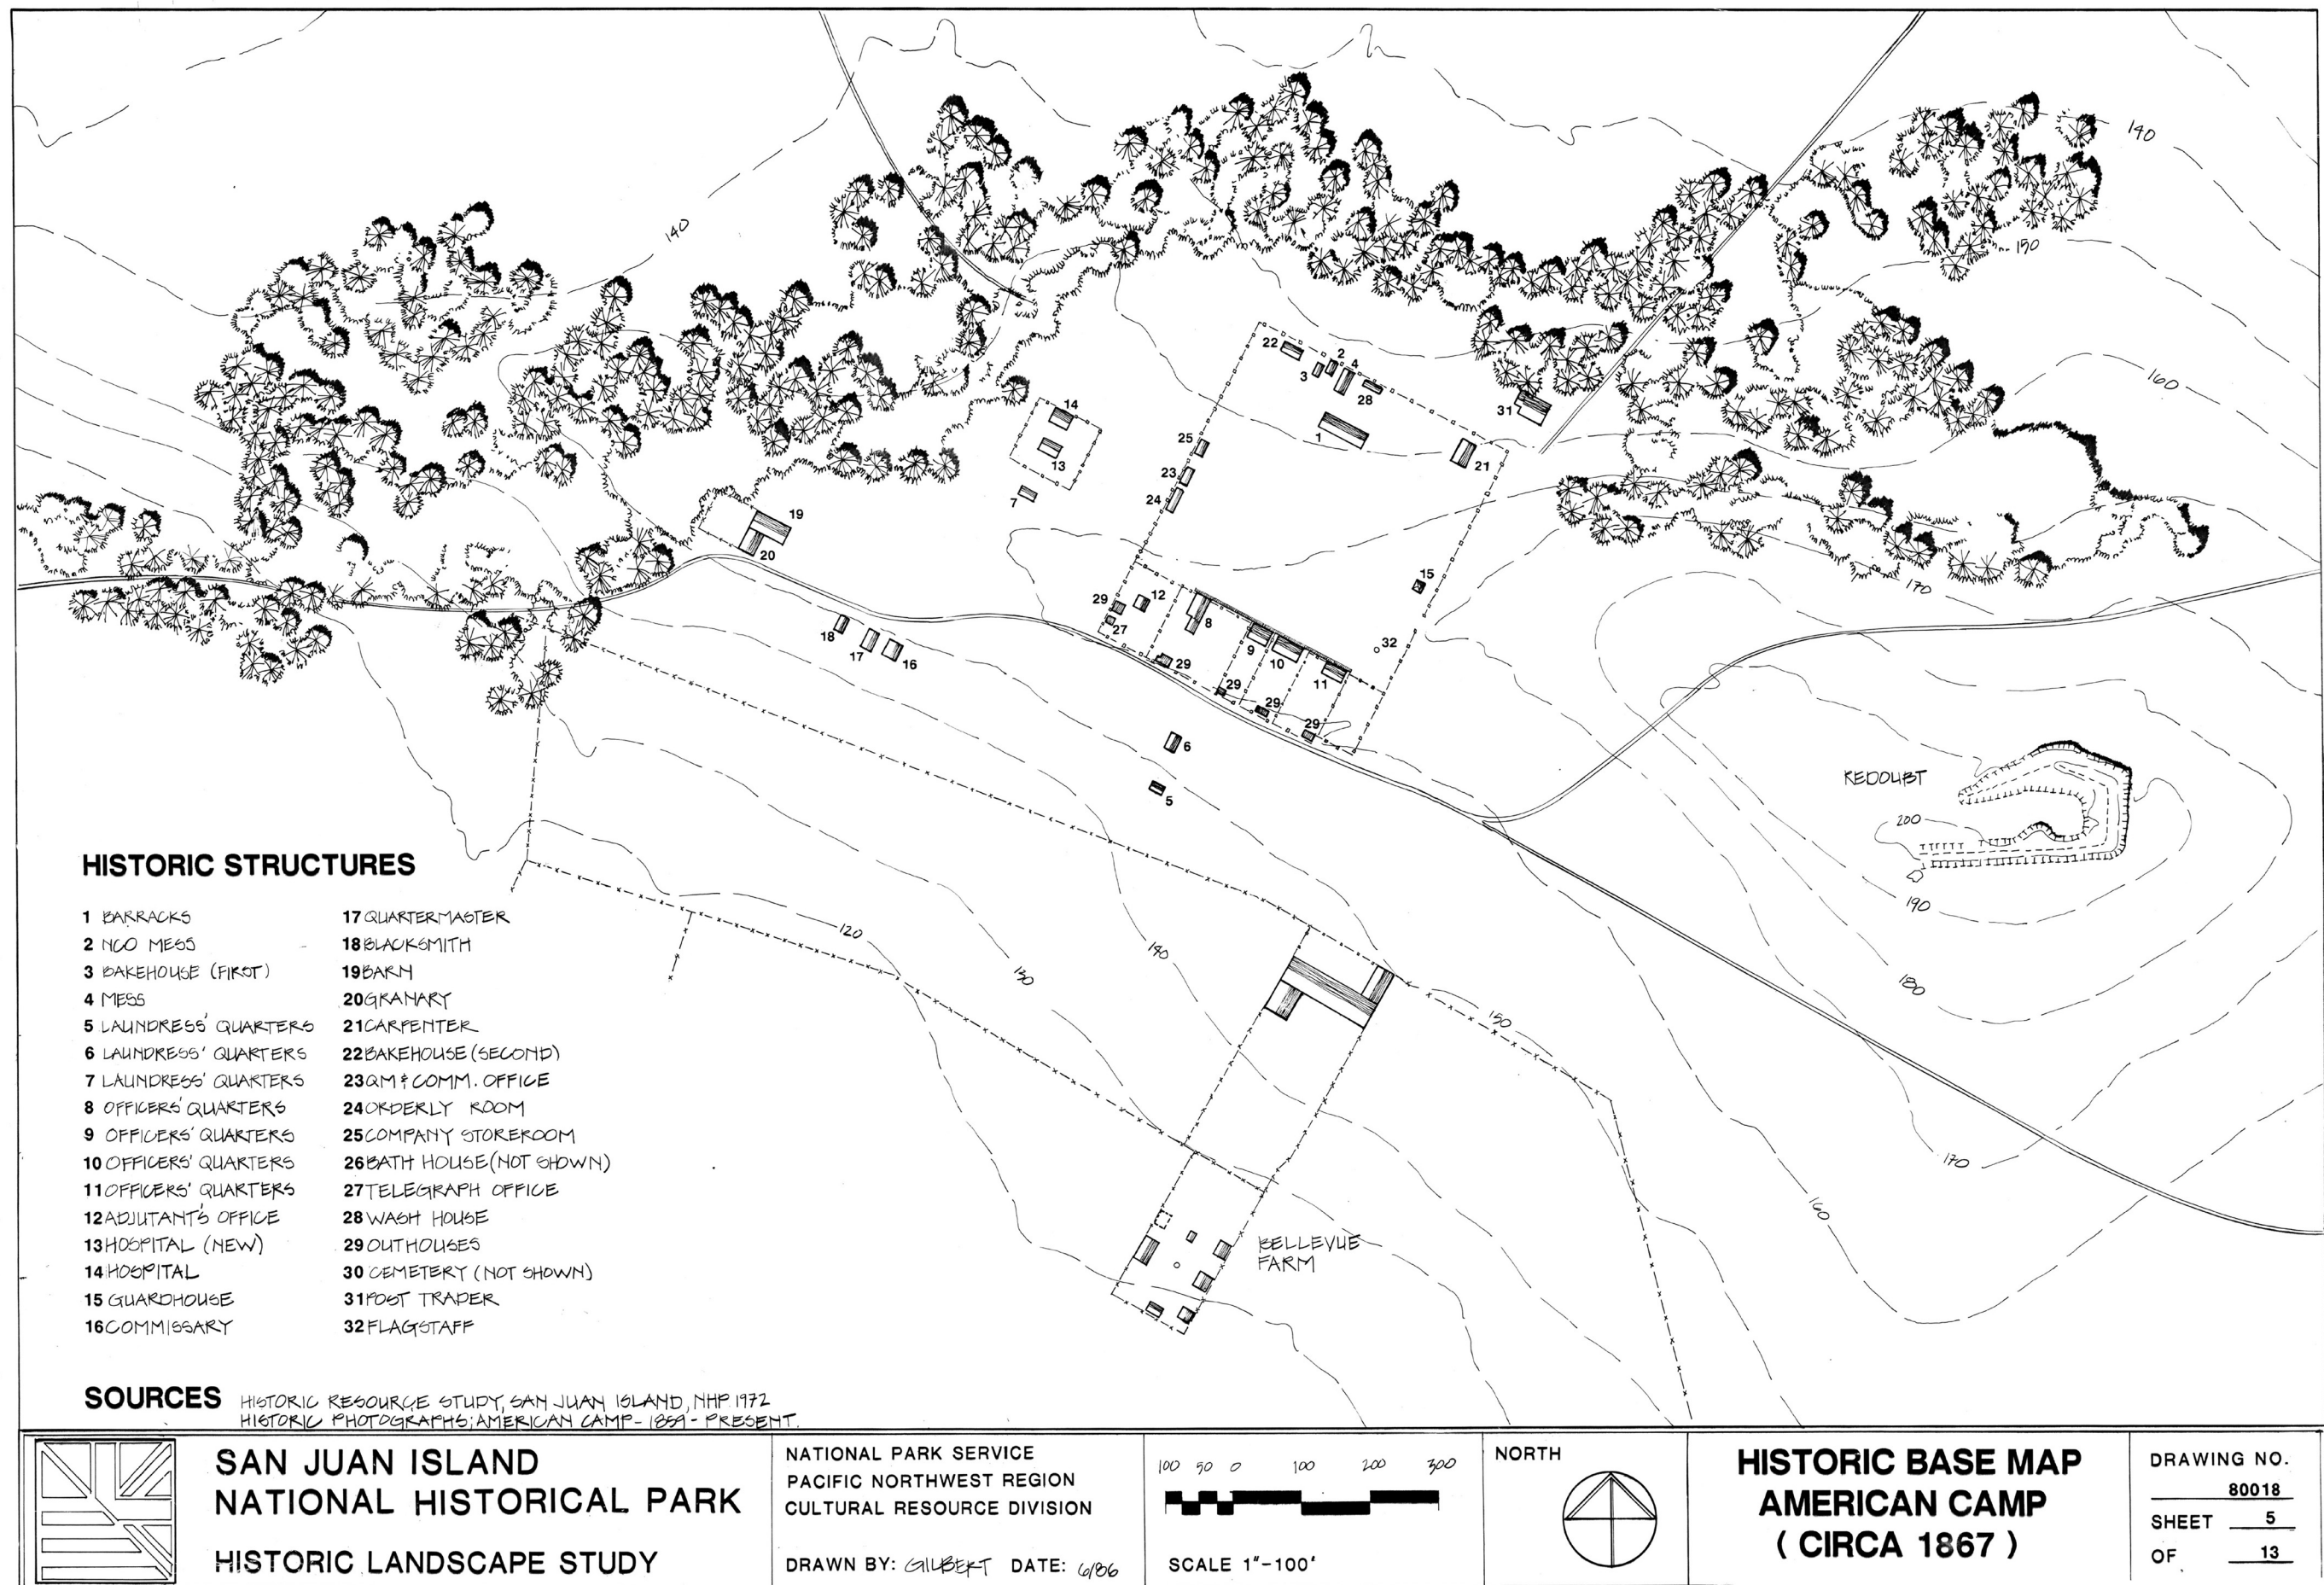 140
140
150
160
22
2
4
3
28
14
31
1
25
21
13
23
7
24
19
20
15
170
29
12
18
27
8
32
17
16
9
29
10
11
29
29
29
6
REDOUBT
5
200
190
120
140
130
180
150
170
160
BELLEVUE
FARM
HISTORIC STRUCTURES
1 BARRACKS
2 NCO MESS
3 BAKEHOUSE (FIRST)
4 MESS
5 LAUNDRESS' QUARTERS
6 LAUNDRESS' QUARTERS
7 LAUNDRESS' QUARTERS
8 OFFICERS' QUARTERS
9 OFFICERS' QUARTERS
10 OFFICERS' QUARTERS
11 OFFICERS' QUARTERS
12 ADJUTANT'S OFFICE
13 HOSPITAL (NEW)
14 HOSPITAL
15 GUARDHOUSE
16 COMMISSARY
17 QUARTERMASTER
18 BLACKSMITH
19 BARN
20 GRANARY
21 CARPENTER
22 BAKEHOUSE (SECOND)
23 QM & COMM. OFFICE
24 ORDERLY ROOM
25 COMPANY STOREROOM
26 BATH HOUSE (NOT SHOWN)
27 TELEGRAPH OFFICE
28 WASH HOUSE
29 OUTHOUSES
30 CEMETERY (NOT SHOWN)
31 POST TRADER
32 FLAGSTAFF
SOURCES HISTORIC RESOURCE STUDY, SAN JUAN ISLAND, NHP 1972
HISTORIC PHOTOGRAPHS; AMERICAN CAMP - 1859 - PRESENT.
SAN JUAN ISLAND
NATIONAL HISTORICAL PARK
HISTORIC LANDSCAPE STUDY
NATIONAL PARK SERVICE
PACIFIC NORTHWEST REGION
CULTURAL RESOURCE DIVISION
DRAWN BY: GILBERT DATE: 6/86
100 50 0 100 200 300
SCALE 1"-100'
NORTH
HISTORIC BASE MAP
AMERICAN CAMP
( CIRCA 1867 )
DRAWING NO.
80018
SHEET 5
OF 13